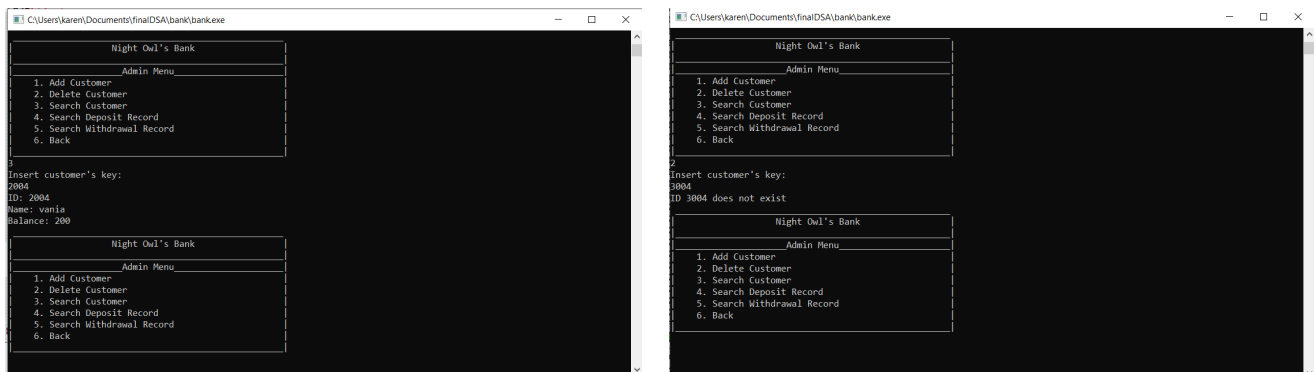 C:\Users\karen\Documents\finalDSA\bank\bank.exe
Night Owl's Bank
Admin Menu
1. Add Customer
2. Delete Customer
3. Search Customer
4. Search Deposit Record
5. Search Withdrawal Record
6. Back
3
Insert customer's key:
2004
ID: 2004
Name: vania
Balance: 200
Night Owl's Bank
Admin Menu
1. Add Customer
2. Delete Customer
3. Search Customer
4. Search Deposit Record
5. Search Withdrawal Record
6. Back
C:\Users\karen\Documents\finalDSA\bank\bank.exe
Night Owl's Bank
Admin Menu
1. Add Customer
2. Delete Customer
3. Search Customer
4. Search Deposit Record
5. Search Withdrawal Record
6. Back
2
Insert customer's key:
3004
ID 3004 does not exist
Night Owl's Bank
Admin Menu
1. Add Customer
2. Delete Customer
3. Search Customer
4. Search Deposit Record
5. Search Withdrawal Record
6. Back